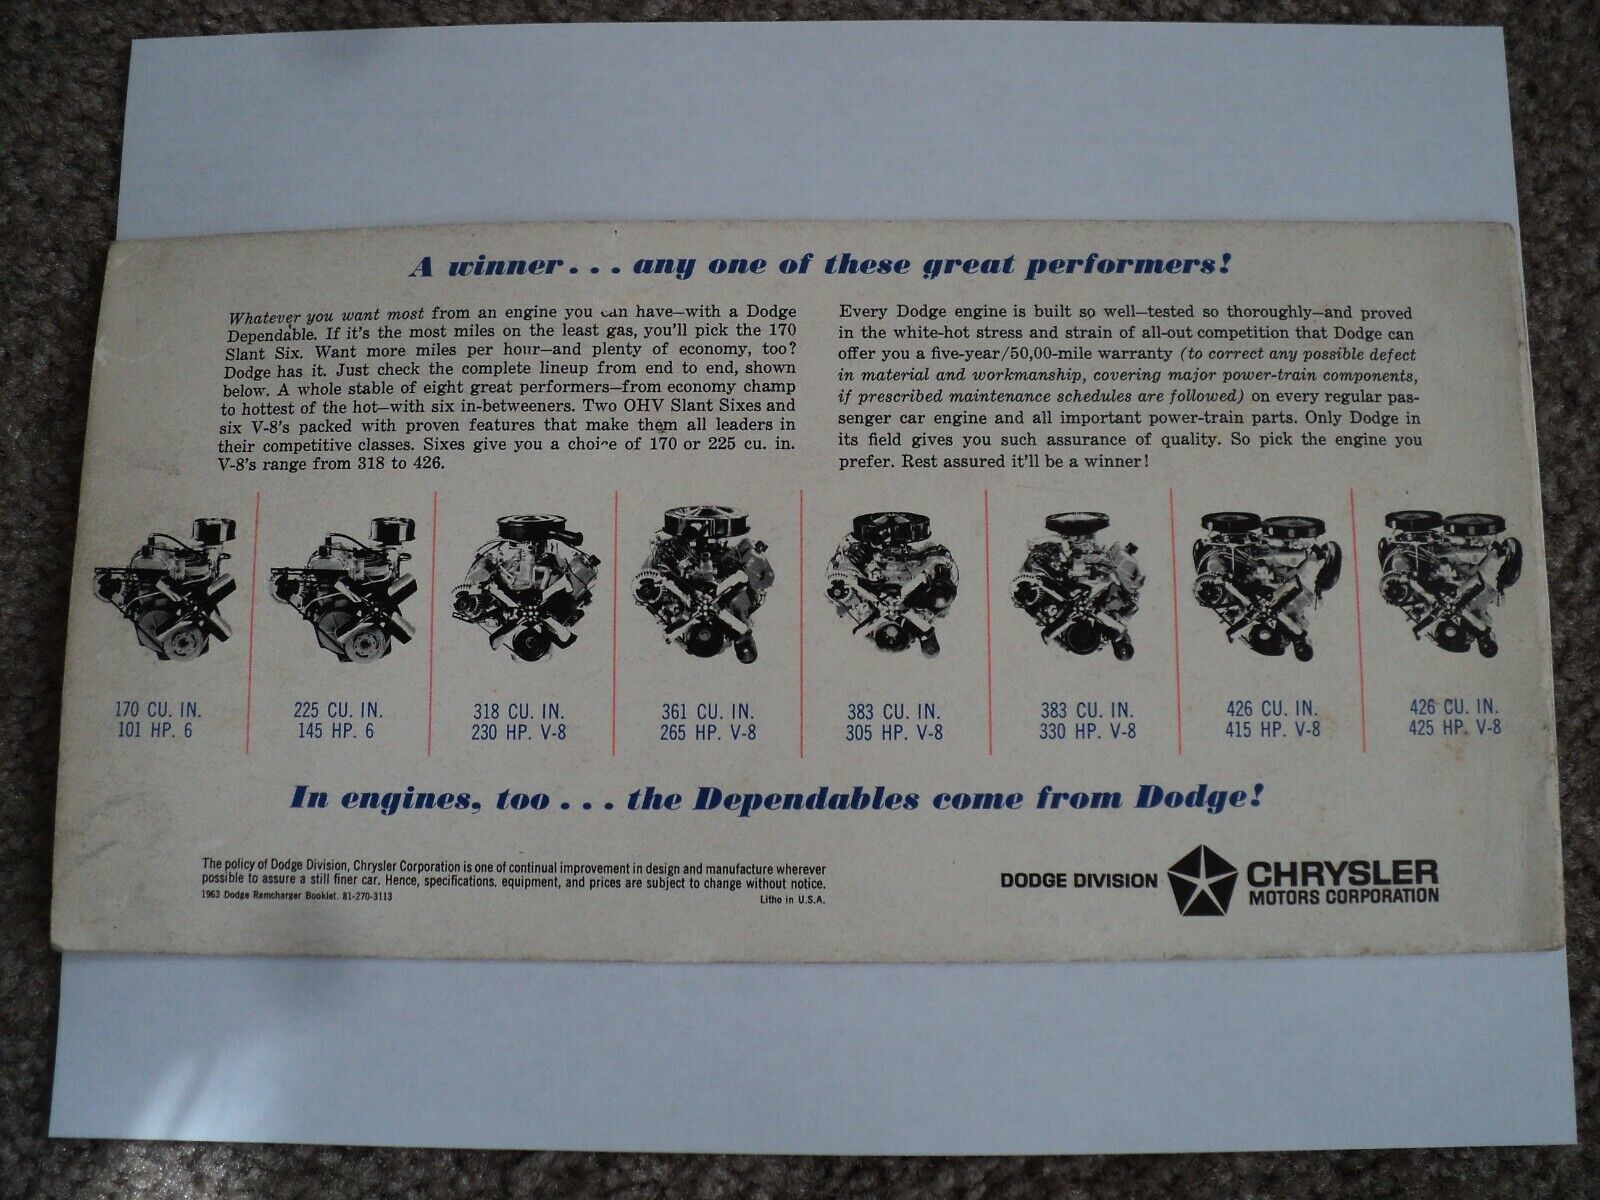 A winner . . . any one of these great performers!
Whatever you want most from an engine you can have—with a Dodge
Dependable. If it's the most miles on the least gas, you'll pick the 170
Slant Six. Want more miles per hour—and plenty of economy, too?
Dodge has it. Just check the complete lineup from end to end, shown
below. A whole stable of eight great performers—from economy champ
to hottest of the hot—with six in-betweeners. Two OHV Slant Sixes and
six V-8's packed with proven features that make them all leaders in
their competitive classes. Sixes give you a choice of 170 or 225 cu. in.
V-8's range from 318 to 426.
Every Dodge engine is built so well—tested so thoroughly—and proved
in the white-hot stress and strain of all-out competition that Dodge can
offer you a five-year/50,00-mile warranty (to correct any possible defect
in material and workmanship, covering major power-train components,
if prescribed maintenance schedules are followed) on every regular pas-
senger car engine and all important power-train parts. Only Dodge in
its field gives you such assurance of quality. So pick the engine you
prefer. Rest assured it'll be a winner!
170 CU. IN.
101 HP. 6
225 CU. IN.
145 HP. 6
318 CU. IN.
230 HP. V-8
361 CU. IN.
265 HP. V-8
383 CU. IN.
305 HP. V-8
383 CU. IN.
330 HP. V-8
426 CU. IN.
415 HP. V-8
426 CU. IN.
425 HP. V-8
In engines, too . . . the Dependables come from Dodge!
The policy of Dodge Division, Chrysler Corporation is one of continual improvement in design and manufacture wherever
possible to assure a still finer car. Hence, specifications, equipment, and prices are subject to change without notice.
1963 Dodge Ramcharger Booklet. 81-270-3113
Litho in U.S.A.
DODGE DIVISION
CHRYSLER
MOTORS CORPORATION